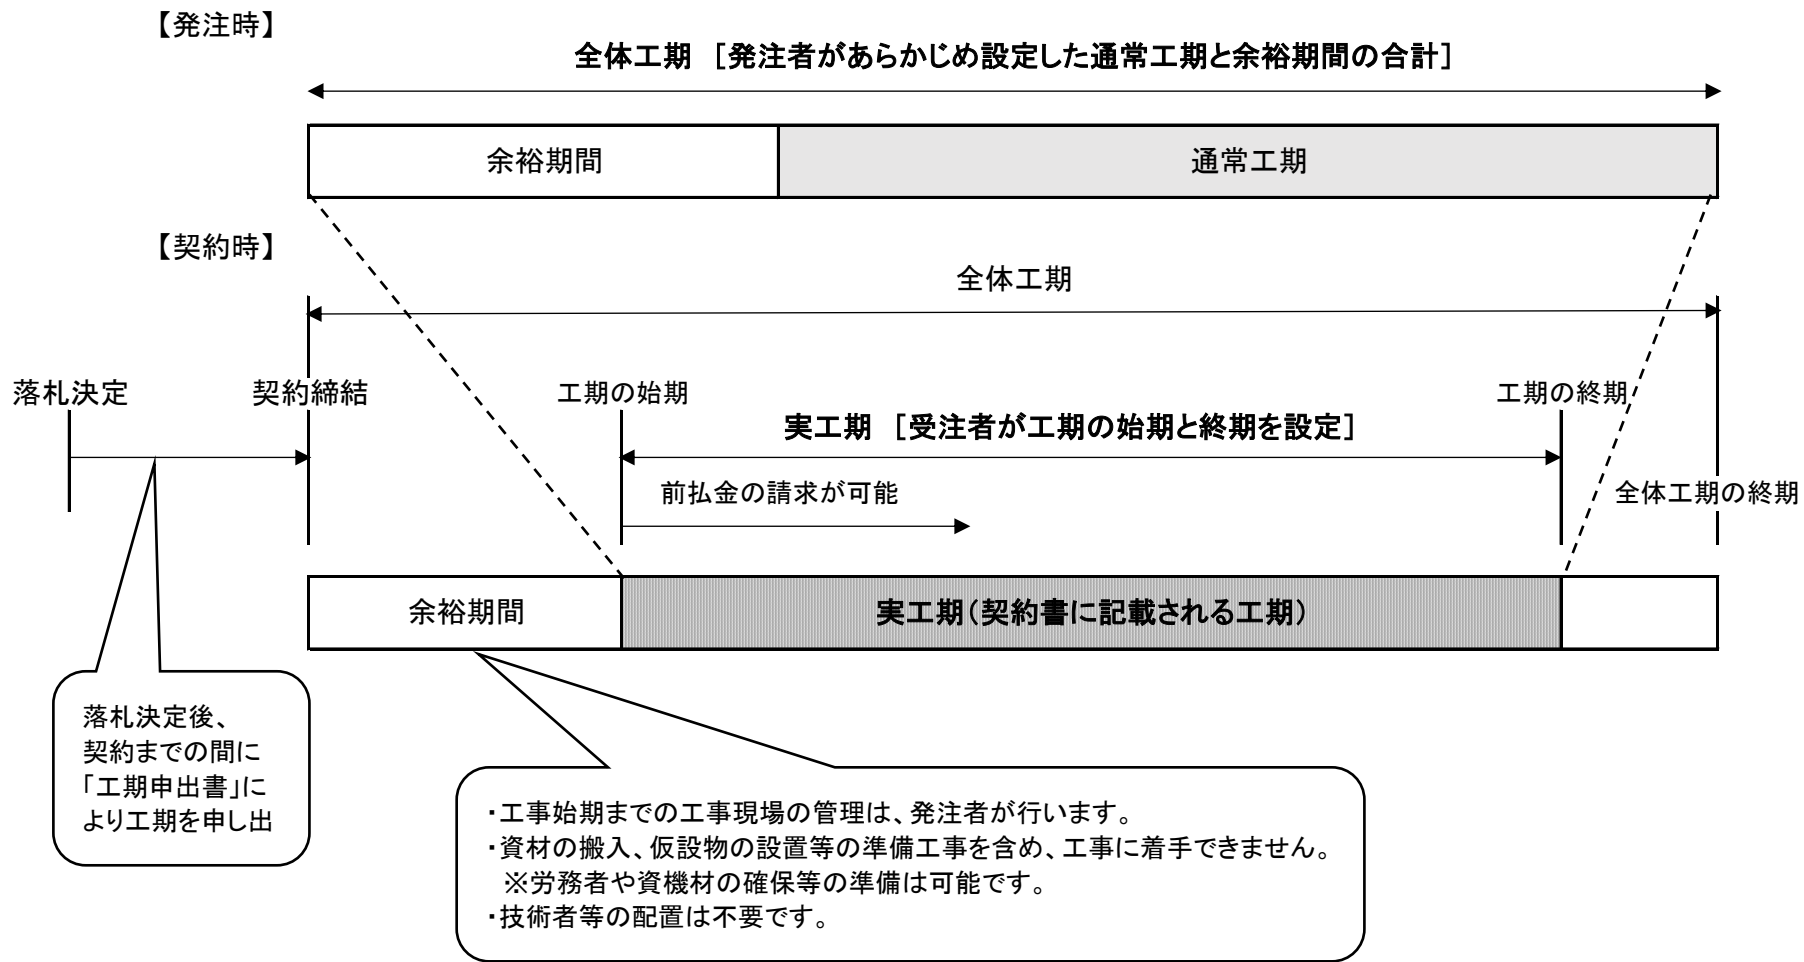 【発注時】
全体工期 ［発注者があらかじめ設定した通常工期と余裕期間の合計］
余裕期間 通常工期
【契約時】
全体工期
落札決定 契約締結 工期の始期 工期の終期
実工期 ［受注者が工期の始期と終期を設定］
前払金の請求が可能 全体工期の終期
余裕期間 実工期（契約書に記載される工期）
落札決定後、
契約までの間に
「工期申出書」に
より工期を申し出
・工事始期までの工事現場の管理は、発注者が行います。
・資材の搬入、仮設物の設置等の準備工事を含め、工事に着手できません。
※労務者や資機材の確保等の準備は可能です。
・技術者等の配置は不要です。